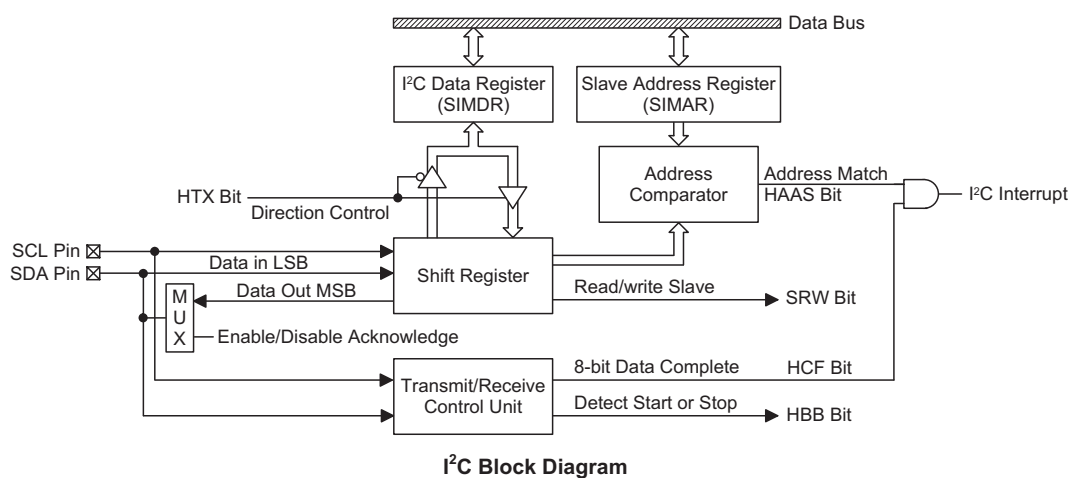 Data Bus
I²C Data Register
(SIMDR)
Slave Address Register
(SIMAR)
HTX Bit
Direction Control
Address
Comparator
Address Match
HAAS Bit
I²C Interrupt
SCL Pin
SDA Pin
Data in LSB
Shift Register
Data Out MSB
Read/write Slave
SRW Bit
M
U
X
Enable/Disable Acknowledge
Transmit/Receive
Control Unit
8-bit Data Complete
HCF Bit
Detect Start or Stop
HBB Bit
I²C Block Diagram